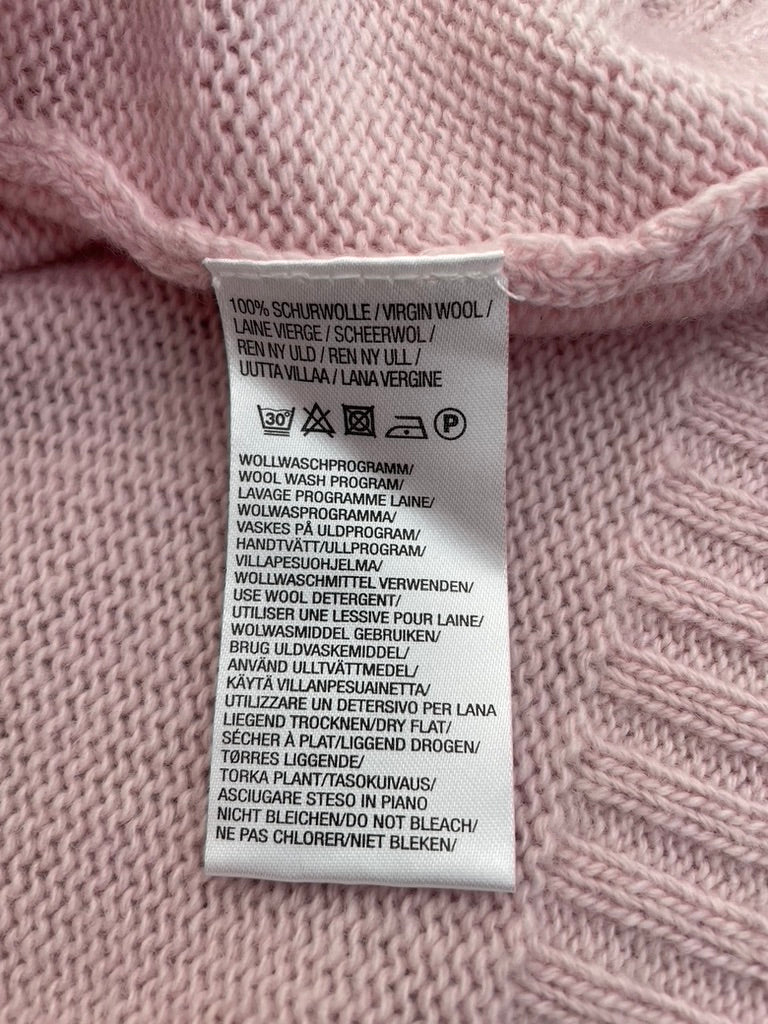 100% SCHURWOLLE / VIRGIN WOOL /
LAINE VIERGE / SCHEERWOL /
REN NY ULD / REN NY ULL /
UUTTA VILLAA / LANA VERGINE
30° P
WOLLWASCHPROGRAMM/
WOOL WASH PROGRAM/
LAVAGE PROGRAMME LAINE/
WOLWASPROGRAMMA/
VASKES PÅ ULDPROGRAM/
HANDTVÄTT/ULLPROGRAM/
VILLAPESUOHJELMA/
WOLLWASCHMITTEL VERWENDEN/
USE WOOL DETERGENT/
UTILISER UNE LESSIVE POUR LAINE/
WOLWASMIDDEL GEBRUIKEN/
BRUG ULDVASKEMIDDEL/
ANVÄND ULLTVÄTTMEDEL/
KÄYTÄ VILLANPESUAINETTA/
UTILIZZARE UN DETERSIVO PER LANA
LIEGEND TROCKNEN/DRY FLAT/
SÉCHER À PLAT/LIGGEND DROGEN/
TØRRES LIGGENDE/
TORKA PLANT/TASOKUIVAUS/
ASCIUGARE STESO IN PIANO
NICHT BLEICHEN/DO NOT BLEACH/
NE PAS CHLORER/NIET BLEKEN/